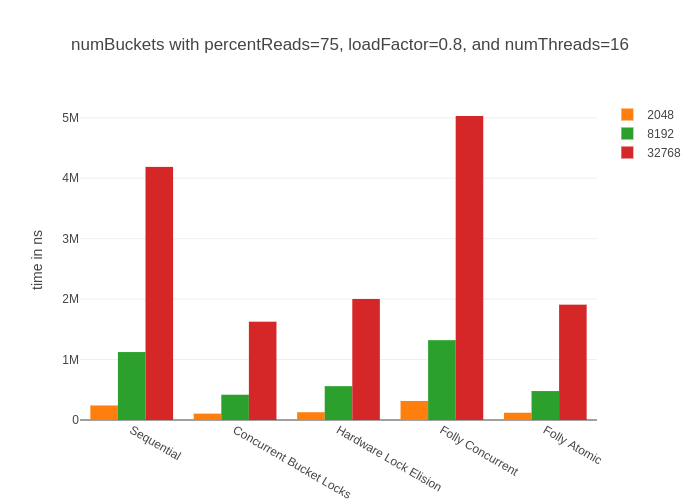 numBuckets with percentReads=75, loadFactor=0.8, and numThreads=16
2048
8192
32768
time in ns
5M
4M
3M
2M
1M
0
Sequential
Concurrent Bucket Locks
Hardware Lock Elision
Folly Concurrent
Folly Atomic